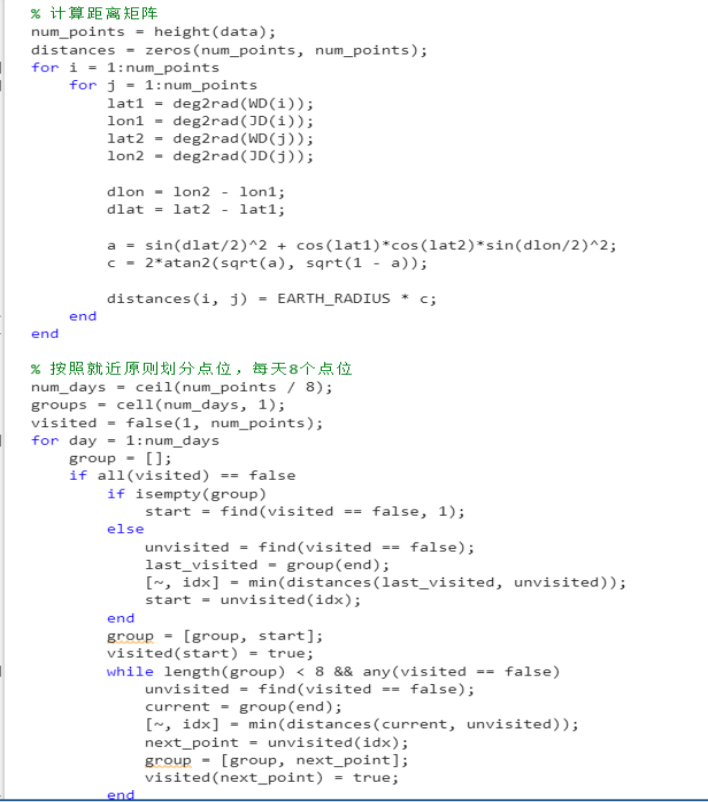 % 计算距离矩阵
num_points = height(data);
distances = zeros(num_points, num_points);
for i = 1:num_points
    for j = 1:num_points
        lat1 = deg2rad(WD(i));
        lon1 = deg2rad(JD(i));
        lat2 = deg2rad(WD(j));
        lon2 = deg2rad(JD(j));

        dlon = lon2 - lon1;
        dlat = lat2 - lat1;

        a = sin(dlat/2)^2 + cos(lat1)*cos(lat2)*sin(dlon/2)^2;
        c = 2*atan2(sqrt(a), sqrt(1 - a));

        distances(i, j) = EARTH_RADIUS * c;
    end
end

% 按照就近原则划分点位，每天8个点位
num_days = ceil(num_points / 8);
groups = cell(num_days, 1);
visited = false(1, num_points);
for day = 1:num_days
    group = [];
    if all(visited) == false
        if isempty(group)
            start = find(visited == false, 1);
        else
            unvisited = find(visited == false);
            last_visited = group(end);
            [~, idx] = min(distances(last_visited, unvisited));
            start = unvisited(idx);
        end
        group = [group, start];
        visited(start) = true;
        while length(group) < 8 && any(visited == false)
            unvisited = find(visited == false);
            current = group(end);
            [~, idx] = min(distances(current, unvisited));
            next_point = unvisited(idx);
            group = [group, next_point];
            visited(next_point) = true;
        end